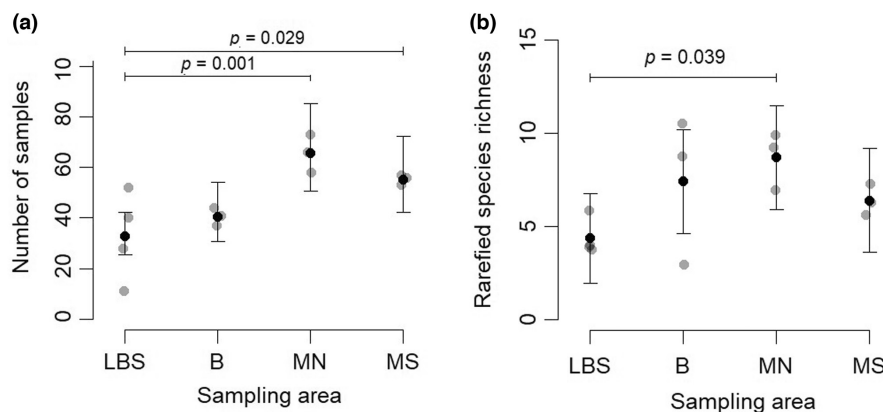 (a)
p = 0.029
p = 0.001
Number of samples
10
80
60
40
20
0
LBS
B
MN
MS
Sampling area
(b)
p = 0.039
Rarefied species richness
15
10
5
0
LBS
B
MN
MS
Sampling area